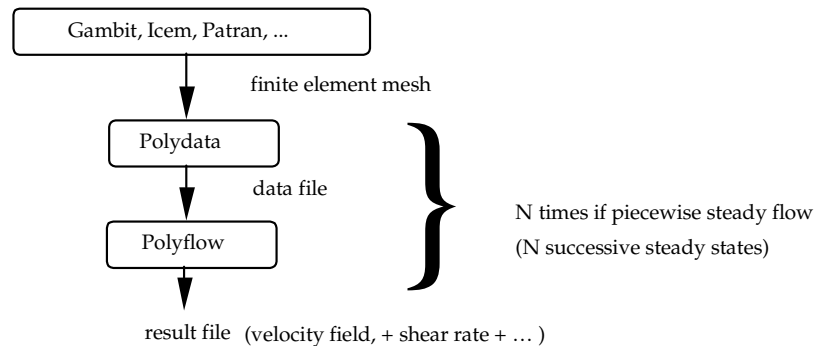 Gambit, Icem, Patran, ...
finite element mesh
Polydata
data file
Polyflow
N times if piecewise steady flow
(N successive steady states)
result file (velocity field, + shear rate + … )